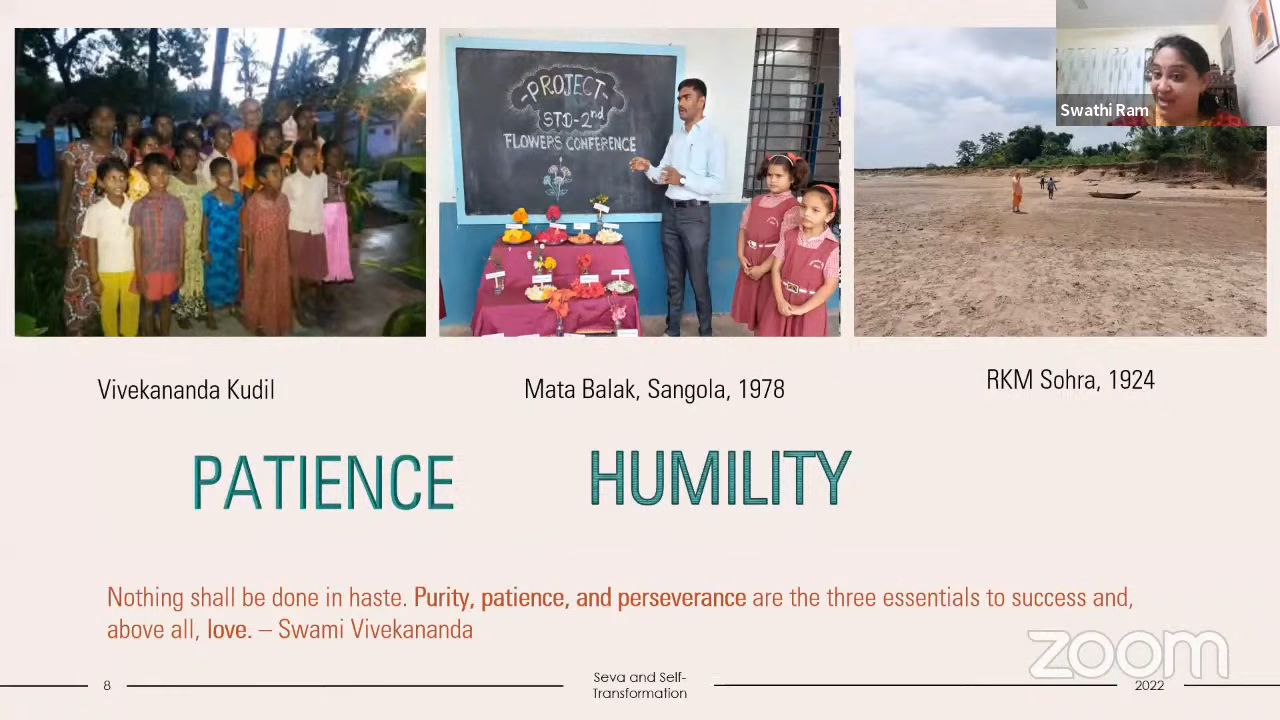 Swathi Ram
-PROJECT-
STD-2nd
FLOWERS CONFERENCE
Vivekananda Kudil
Mata Balak, Sangola, 1978
RKM Sohra, 1924
PATIENCE
HUMILITY
Nothing shall be done in haste. Purity, patience, and perseverance are the three essentials to success and,
above all, love. – Swami Vivekananda
zoom
8
Seva and Self-
Transformation
2022